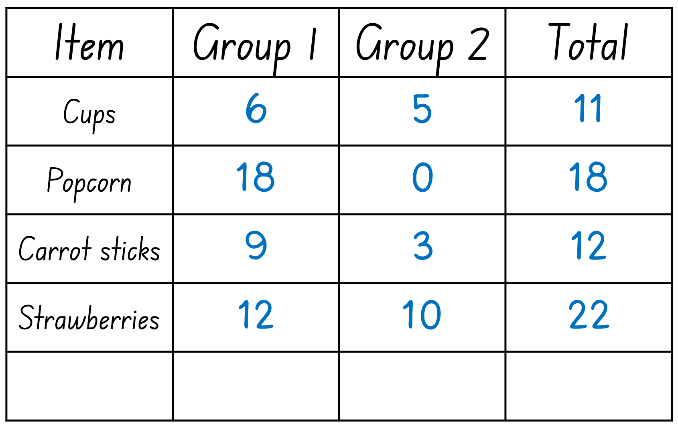 Item Group 1 Group 2 Total
Cups 6 5 11
Popcorn 18 0 18
Carrot sticks 9 3 12
Strawberries 12 10 22